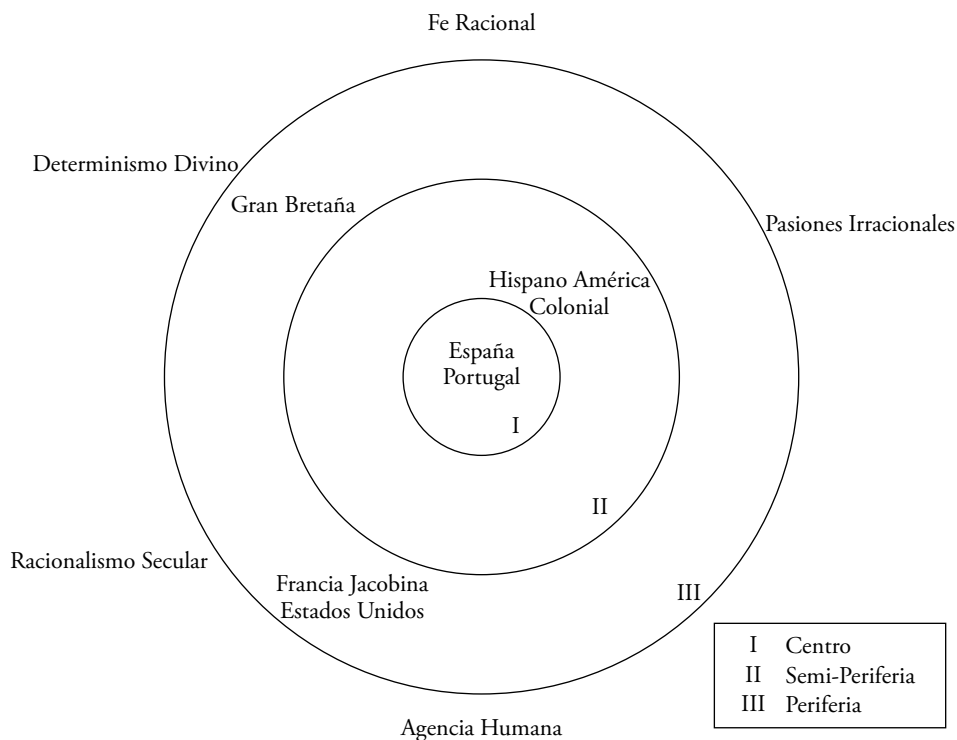 Fe Racional
Determinismo Divino
Gran Bretaña
Pasiones Irracionales
Hispano América
Colonial
España
Portugal
I
II
Racionalismo Secular
Francia Jacobina
Estados Unidos
III
I Centro
II Semi-Periferia
III Periferia
Agencia Humana